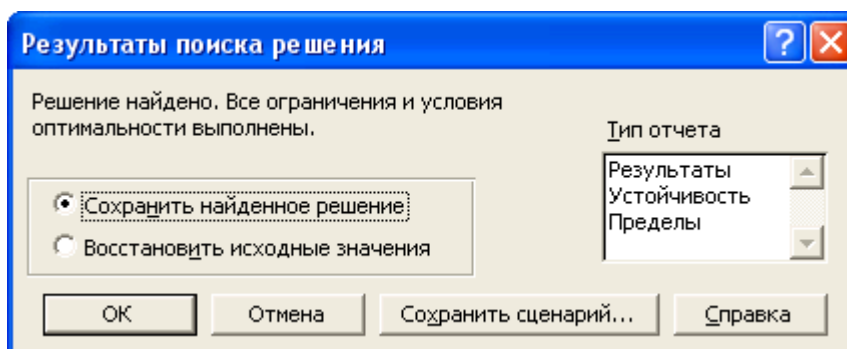 Результаты поиска решения
Решение найдено. Все ограничения и условия
оптимальности выполнены.
Тип отчета
Результаты
Устойчивость
Пределы
Сохранить найденное решение
Восстановить исходные значения
ОК
Отмена
Сохранить сценарий...
Справка